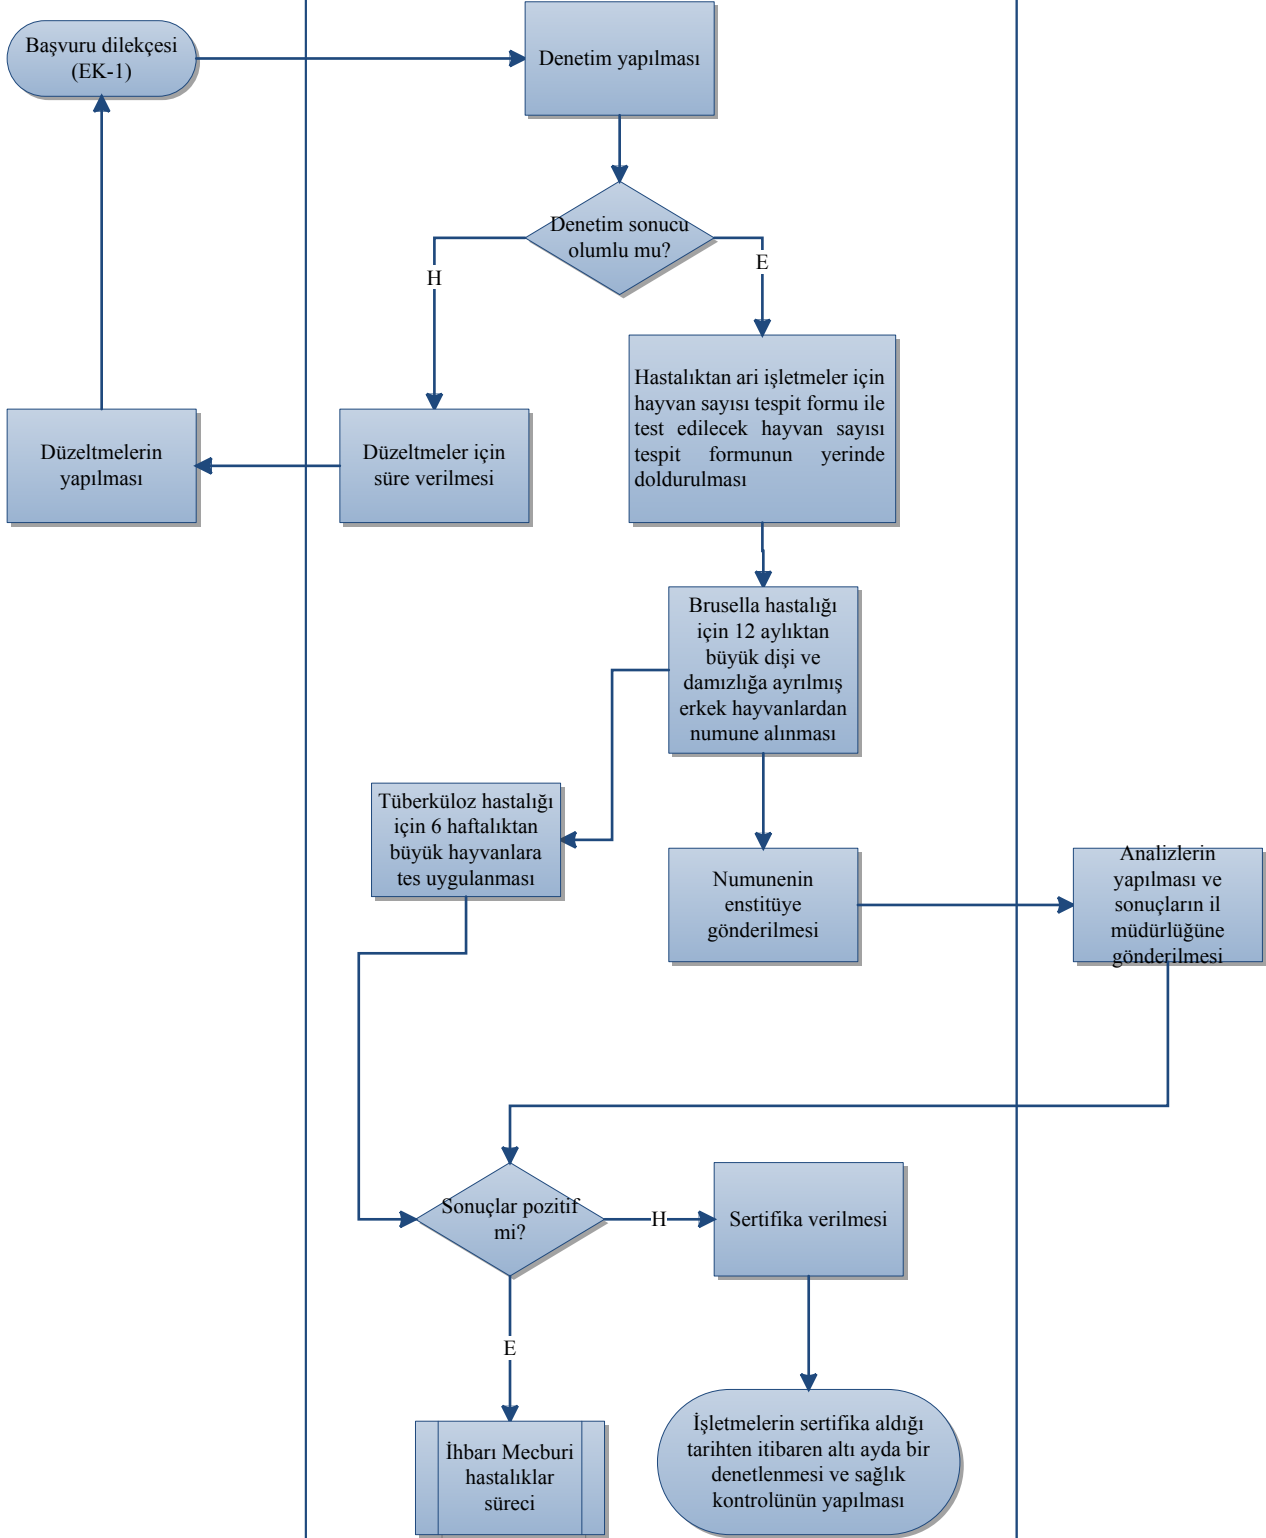 Başvuru dilekçesi
(EK-1)
Denetim yapılması
Denetim sonucu
olumlu mu?
H
E
Hastalıktan ari işletmeler için
hayvan sayısı tespit formu ile
test edilecek hayvan sayısı
tespit formunun yerinde
doldurulması
Düzeltmelerin
yapılması
Düzeltmeler için
süre verilmesi
Brusella hastalığı
için 12 aylıktan
büyük dişi ve
damızlığa ayrılmış
erkek hayvanlardan
numune alınması
Tüberküloz hastalığı
için 6 haftalıktan
büyük hayvanlara
tes uygulanması
Numunenin
enstitüye
gönderilmesi
Analizlerin
yapılması ve
sonuçların il
müdürlüğüne
gönderilmesi
Sonuçlar pozitif
mi?
H
Sertifika verilmesi
E
İhbarı Mecburi
hastalıklar
süreci
İşletmelerin sertifika aldığı
tarihten itibaren altı ayda bir
denetlenmesi ve sağlık
kontrolünün yapılması